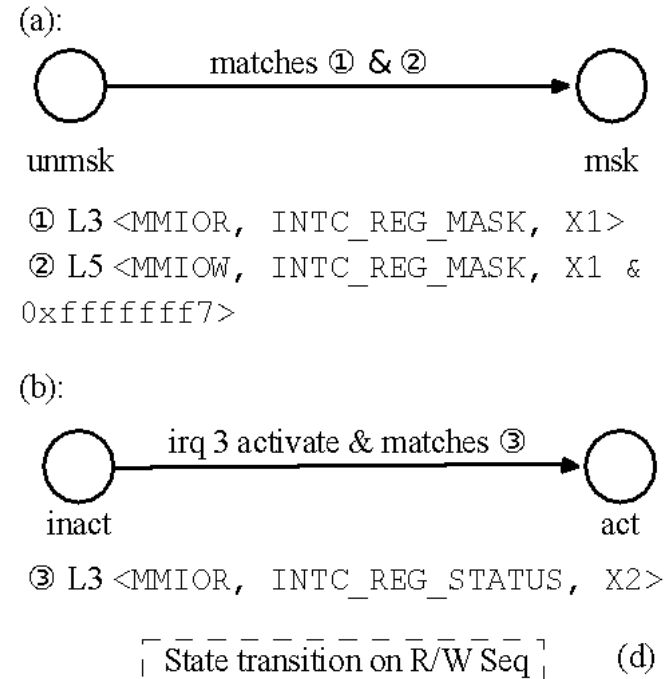 (a):
matches ① & ②
unmsk msk
① L3 <MMIOR, INTC_REG_MASK, X1>
② L5 <MMIOW, INTC_REG_MASK, X1 &
0xfffffff7>
(b):
irq 3 activate & matches ③
inact act
③ L3 <MMIOR, INTC_REG_STATUS, X2>
State transition on R/W Seq (d)